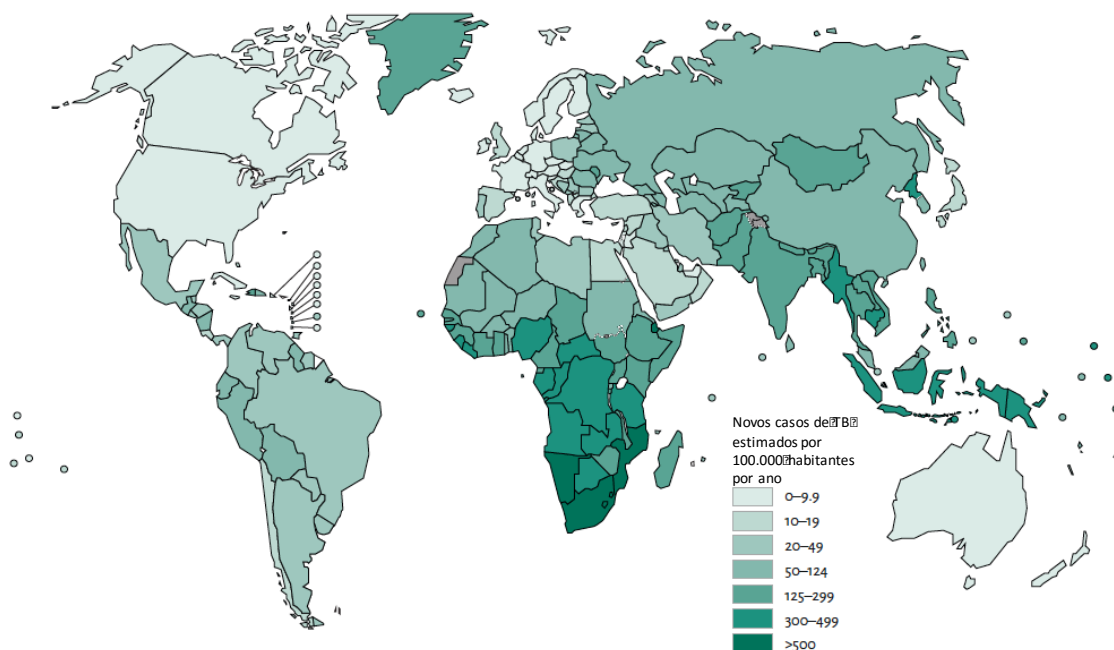 Novos casos de TB
estimados por
100.000 habitantes
por ano
0–9.9
10–19
20–49
50–124
125–299
300–499
>500